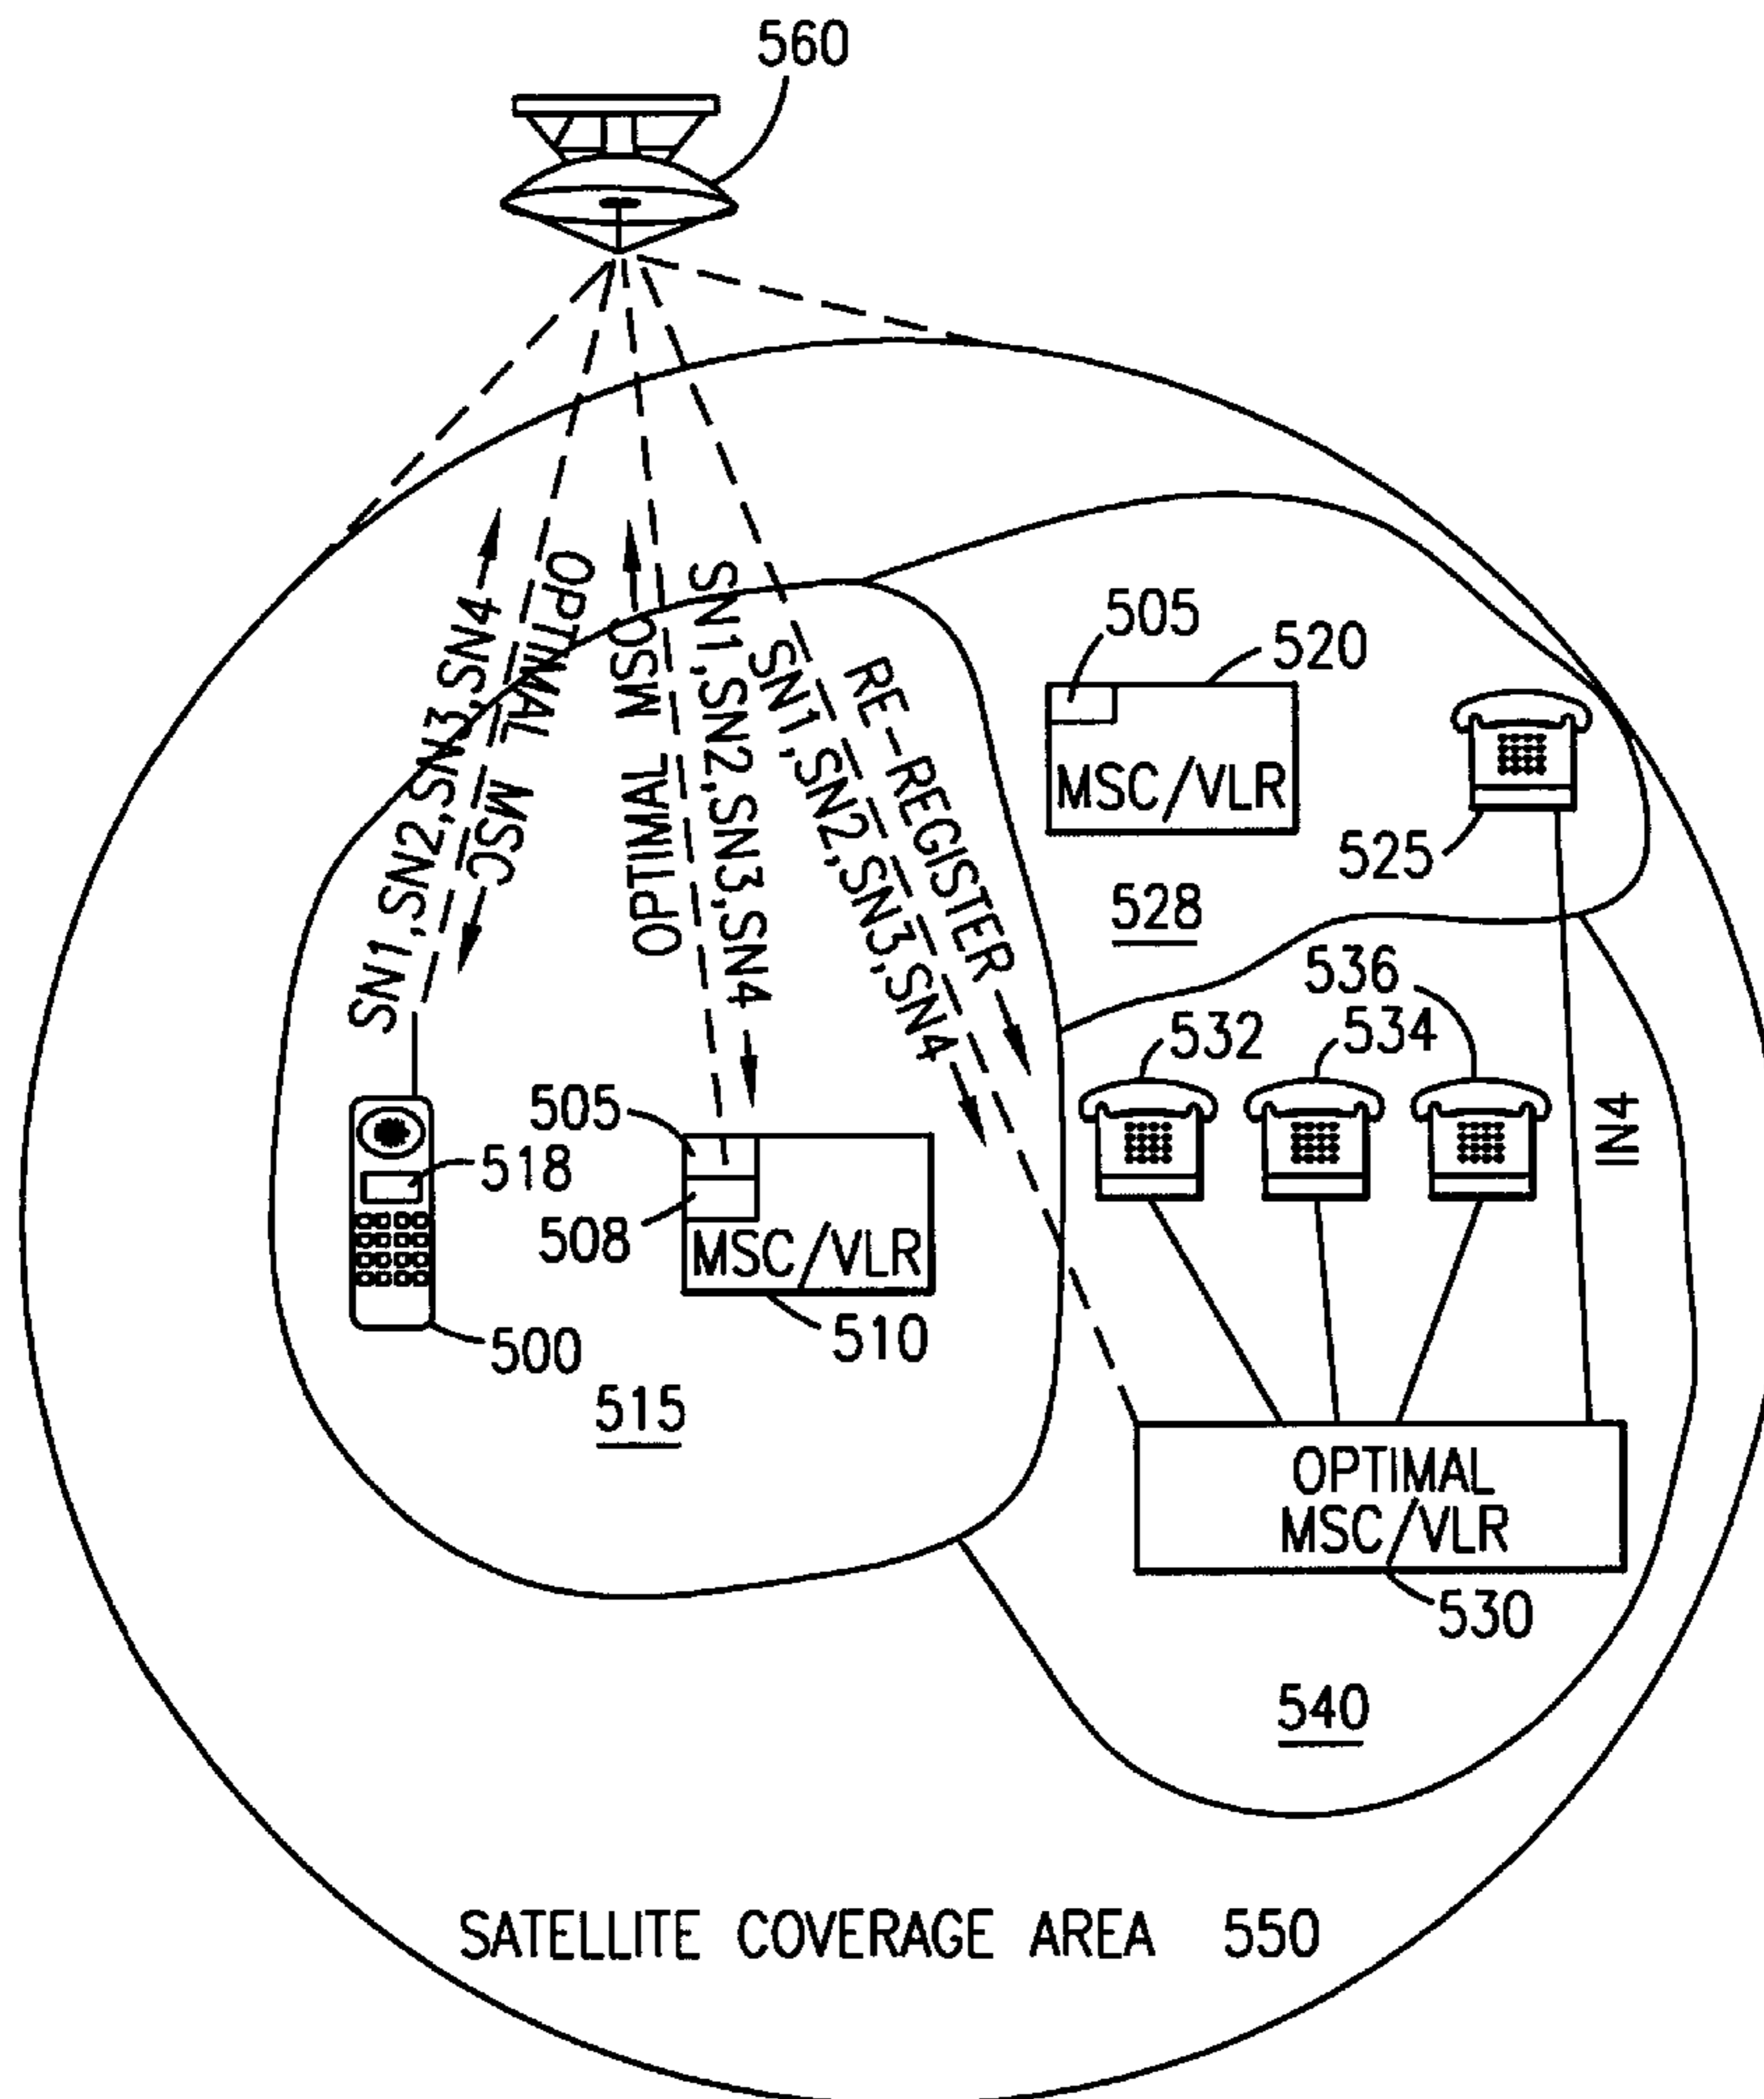 560
SN1,SN2,SN3,SN4
OPTIMAL MSC
OPTIMAL MSC
SN1,SN2,SN3,SN4
SN1,SN2,SN3,SN4
RE-REGISTER
505
520
MSC/VLR
525
528
536
532
534
IN4
505
518
508
MSC/VLR
510
500
515
OPTIMAL
MSC/VLR
530
540
SATELLITE COVERAGE AREA 550